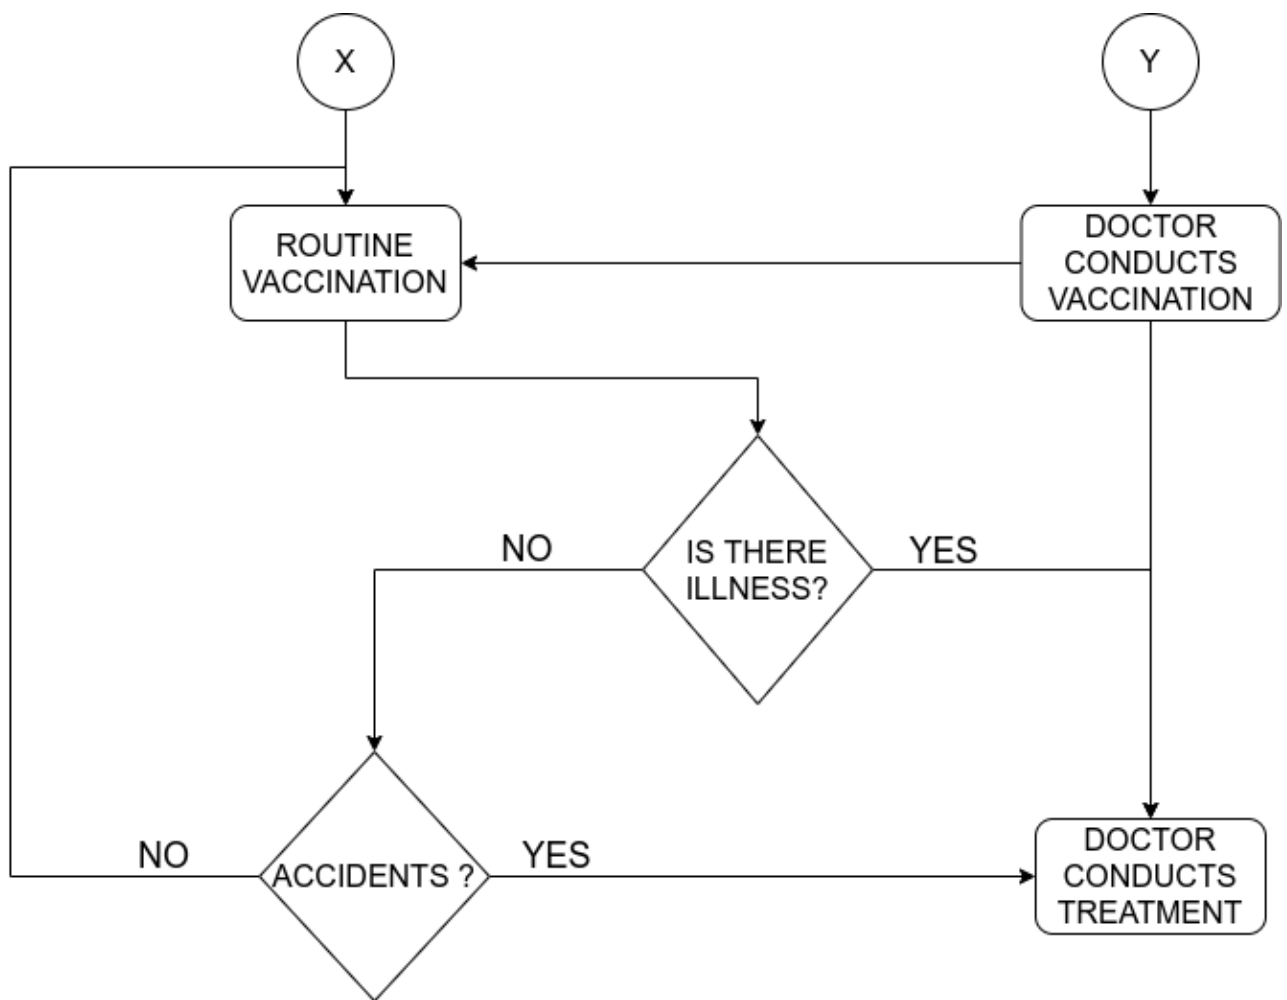 X
Y
ROUTINE
VACCINATION
DOCTOR
CONDUCTS
VACCINATION
NO
IS THERE
ILLNESS?
YES
NO
ACCIDENTS ?
YES
DOCTOR
CONDUCTS
TREATMENT